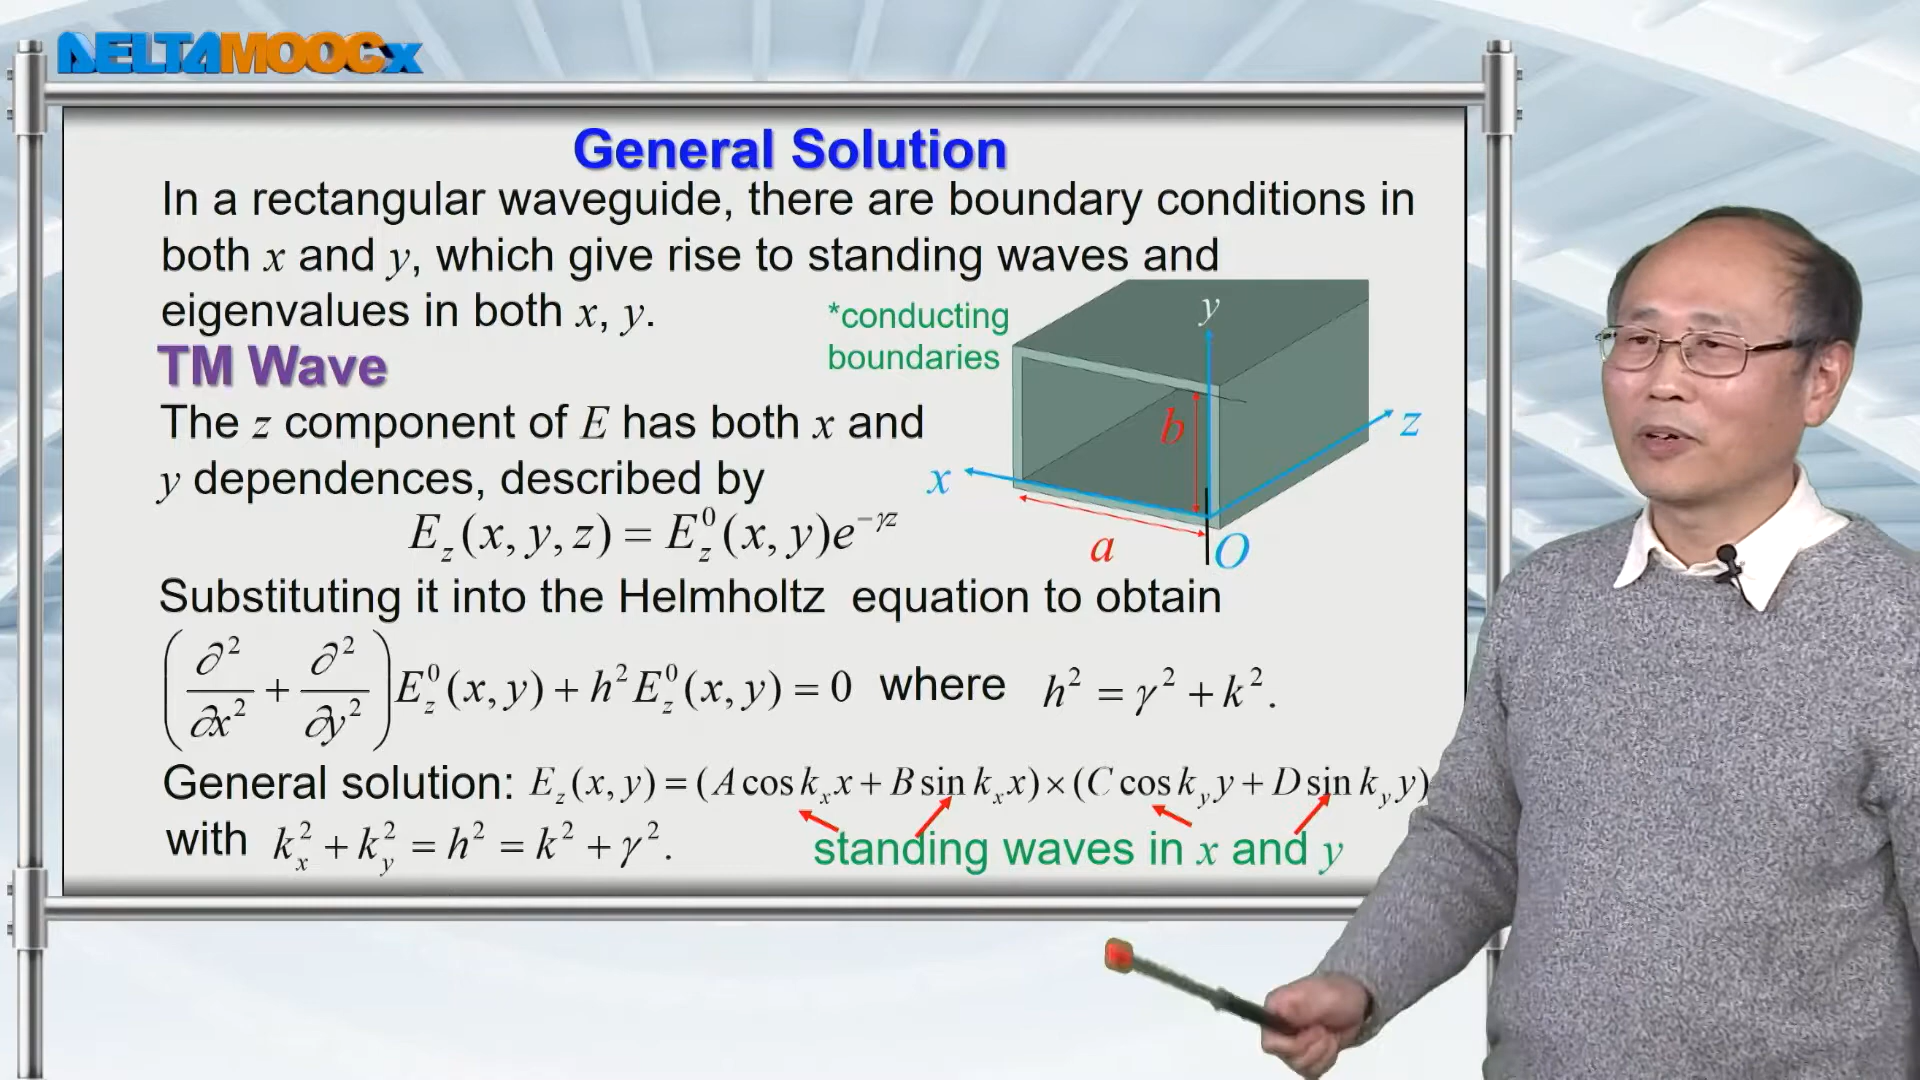 DELTAMOOCx
General Solution
In a rectangular waveguide, there are boundary conditions in
both x and y, which give rise to standing waves and
eigenvalues in both x, y.
*conducting
boundaries
TM Wave
The z component of E has both x and
y dependences, described by
E_z(x, y, z) = E_z^0(x, y)e^{-γz}
y
b
z
x
a
O
Substituting it into the Helmholtz equation to obtain
(∂²/∂x² + ∂²/∂y²) E_z^0(x, y) + h² E_z^0(x, y) = 0 where h² = γ² + k².
General solution: E_z(x, y) = (A cos k_x x + B sin k_x x) × (C cos k_y y + D sin k_y y)
with k_x² + k_y² = h² = k² + γ².
standing waves in x and y